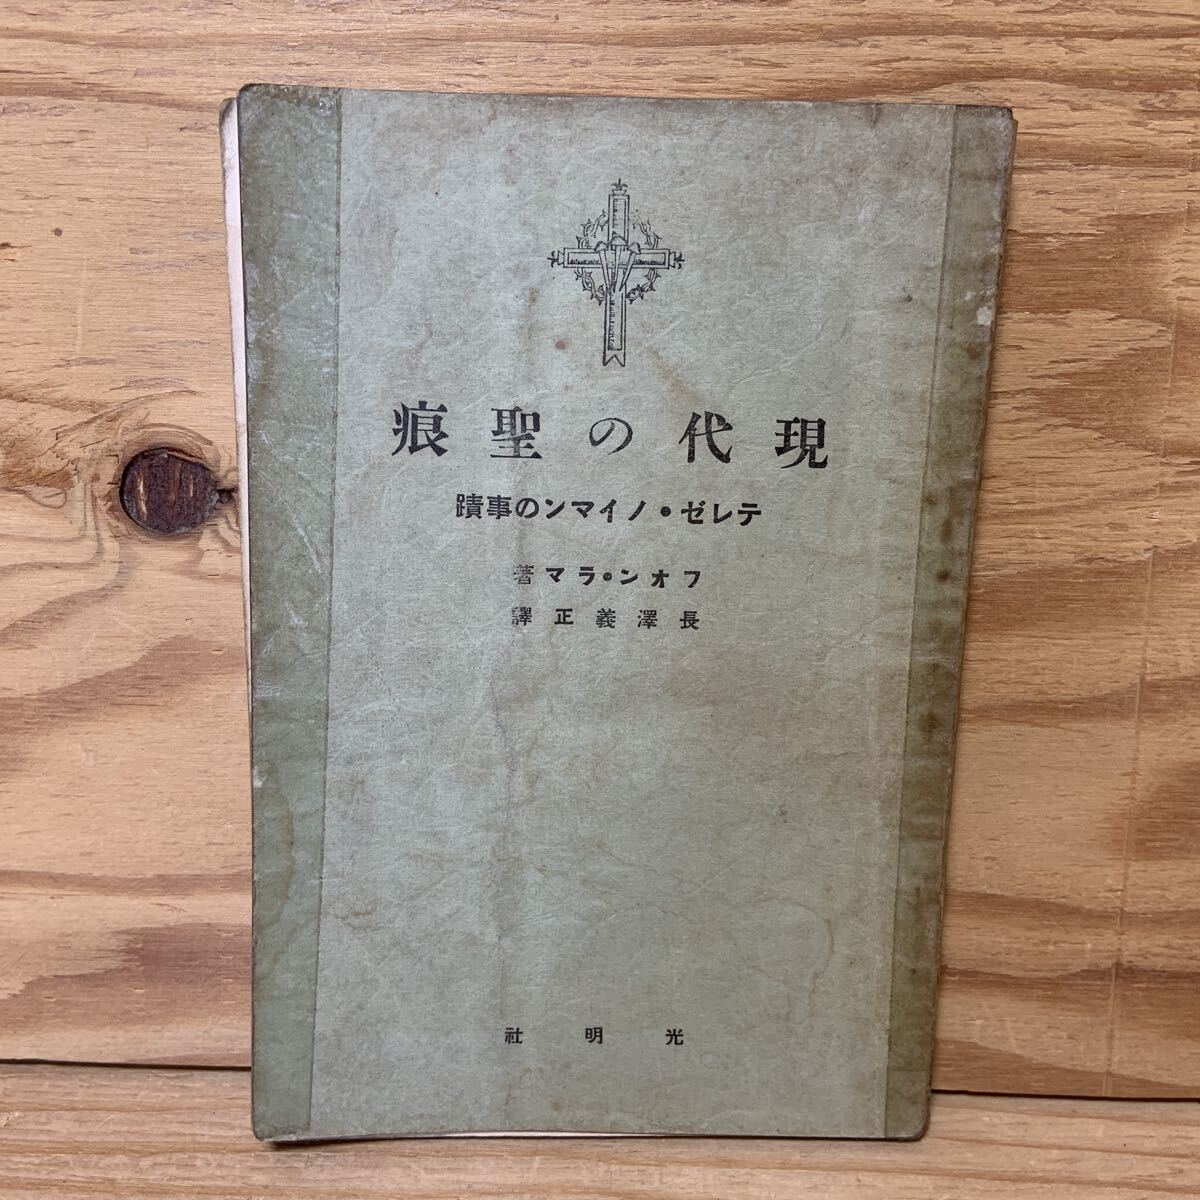 現代の聖痕
テレゼ・ノイマンの事蹟
フオン・ラマ著
長澤義正譯
光明社